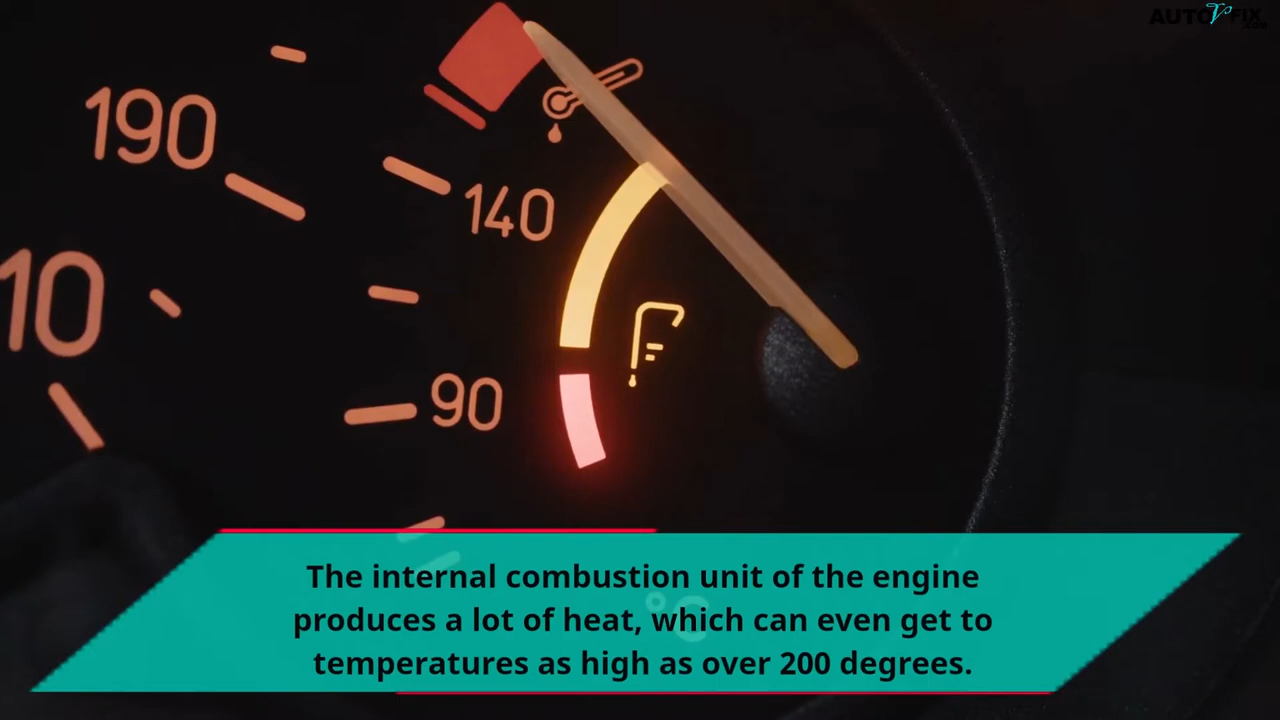 AUTOVFIX
.COM
190
140
10
90
°C
The internal combustion unit of the engine
produces a lot of heat, which can even get to
temperatures as high as over 200 degrees.